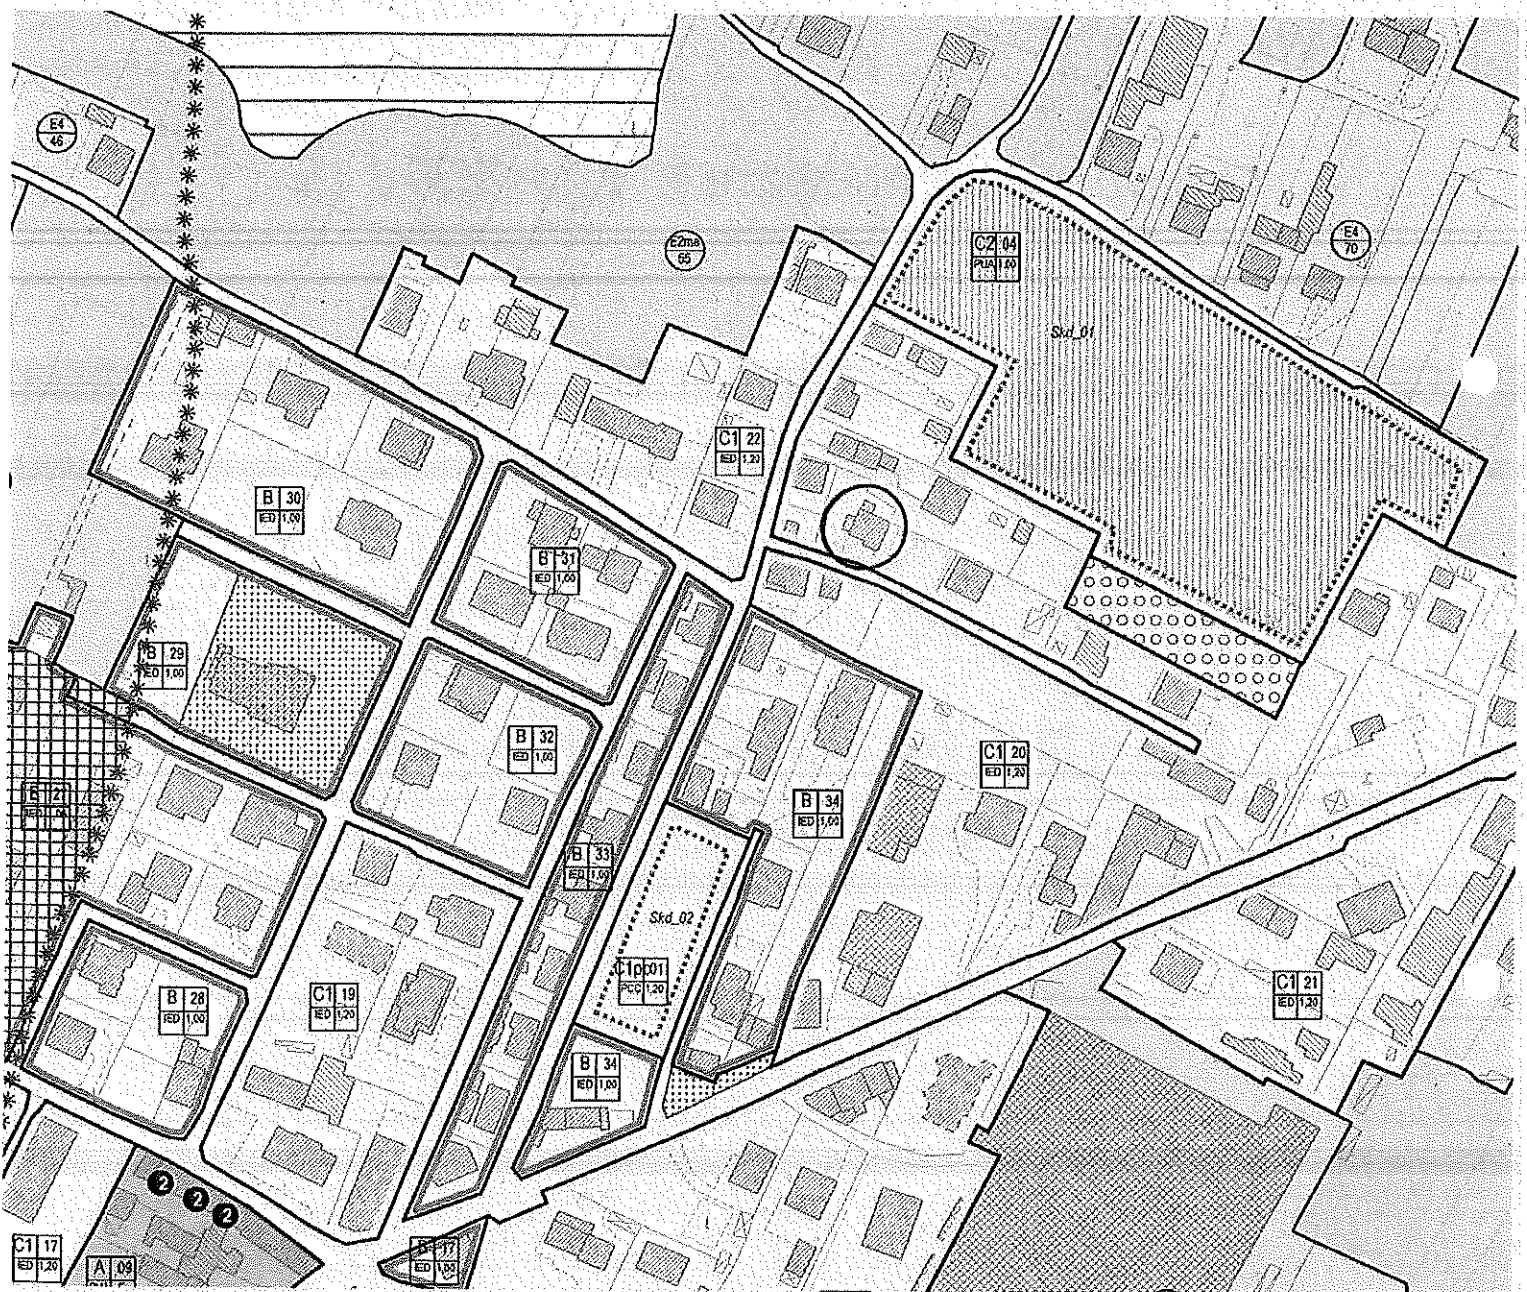 E4
46
E2ma
65
C2 04
PUA 1,00
E4
70
Skd_01
C1 22
IED 1,20
B 30
IED 1,00
B 31
IED 1,00
B 29
IED 1,00
B 32
IED 1,00
C1 20
IED 1,20
B 34
IED 1,00
B 33
IED 1,00
Skd_02
C1pc 01
PCC 1,20
C1 19
IED 1,20
B 28
IED 1,00
C1 21
IED 1,20
B 34
IED 1,00
2 2 2
C1 17
IED 1,20
A 09
B 17
IED 1,00